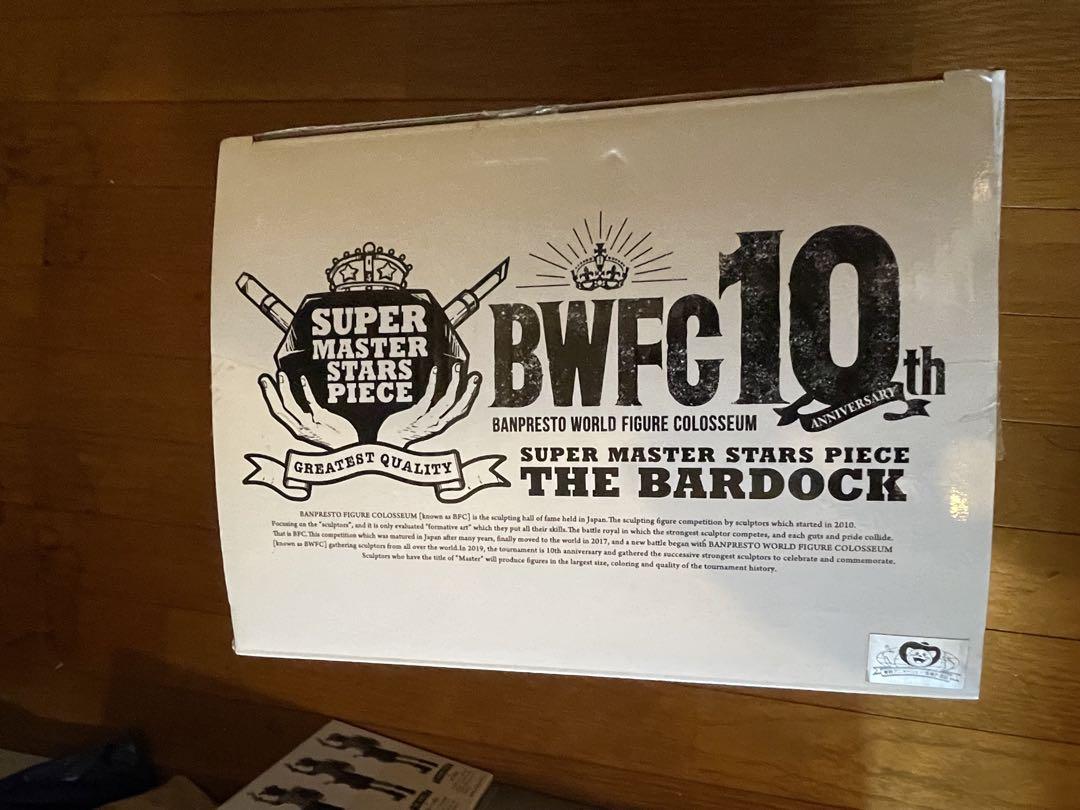 SUPER
MASTER
STARS
PIECE
GREATEST QUALITY
BWFC 10th
ANNIVERSARY
BANPRESTO WORLD FIGURE COLOSSEUM
SUPER MASTER STARS PIECE
THE BARDOCK
BANPRESTO FIGURE COLOSSEUM [known as BFC] is the sculpting hall of fame held in Japan.The sculpting figure competition by sculptors which started in 2010.
Focusing on the "sculptors", and it is only evaluated "formative art" which they put all their skills.The battle royal in which the strongest sculptor competes, and each guts and pride collide.
That is BFC.This competition which was matured in Japan after many years, finally moved to the world in 2017, and a new battle began with BANPRESTO WORLD FIGURE COLOSSEUM
[known as BWFC] gathering sculptors from all over the world.In 2019, the tournament is 10th anniversary and gathered the successive strongest sculptors to celebrate and commemorate.
Sculptors who have the title of "Master" will produce figures in the largest size, coloring and quality of the tournament history.